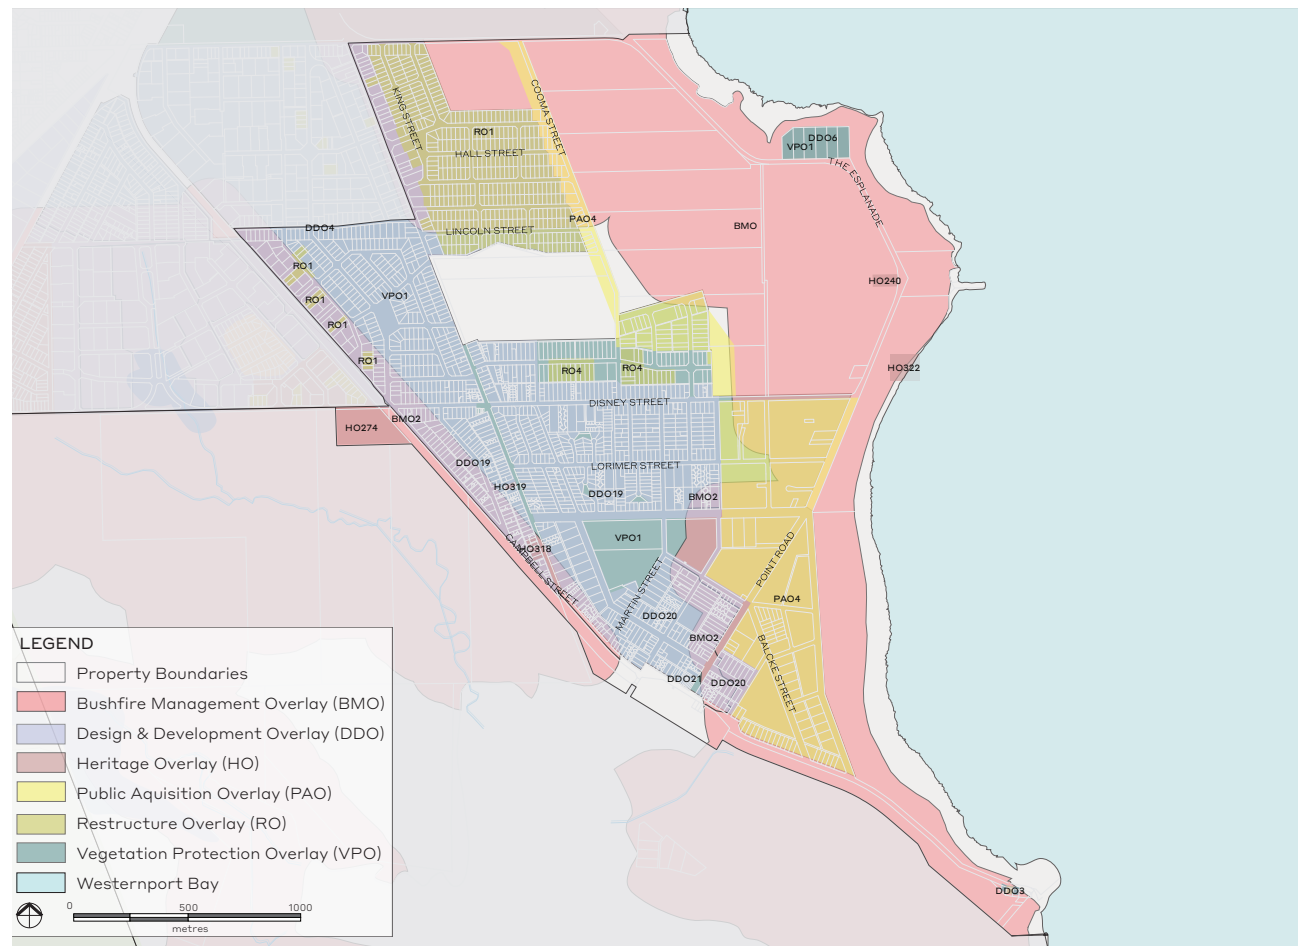 KING STREET
COOMA STREET
RO1
HALL STREET
DDO6
VPO1
THE ESPLANADE
PAO4
BMO
DDO4
LINCOLN STREET
RO1
HO240
VPO1
RO1
RO1
RO1
RO4
RO4
HO322
DISNEY STREET
BMO2
HO274
DDO19
LORIMER STREET
HO319
DDO19
BMO2
VPO1
HO318
CAMPBELL STREET
POINT ROAD
MARTIN STREET
PAO4
DDO20
BMO2
BALCKE STREET
DDO21
DDO20
DDO3
LEGEND
Property Boundaries
Bushfire Management Overlay (BMO)
Design & Development Overlay (DDO)
Heritage Overlay (HO)
Public Aquisition Overlay (PAO)
Restructure Overlay (RO)
Vegetation Protection Overlay (VPO)
Westernport Bay
0 500 1000
metres